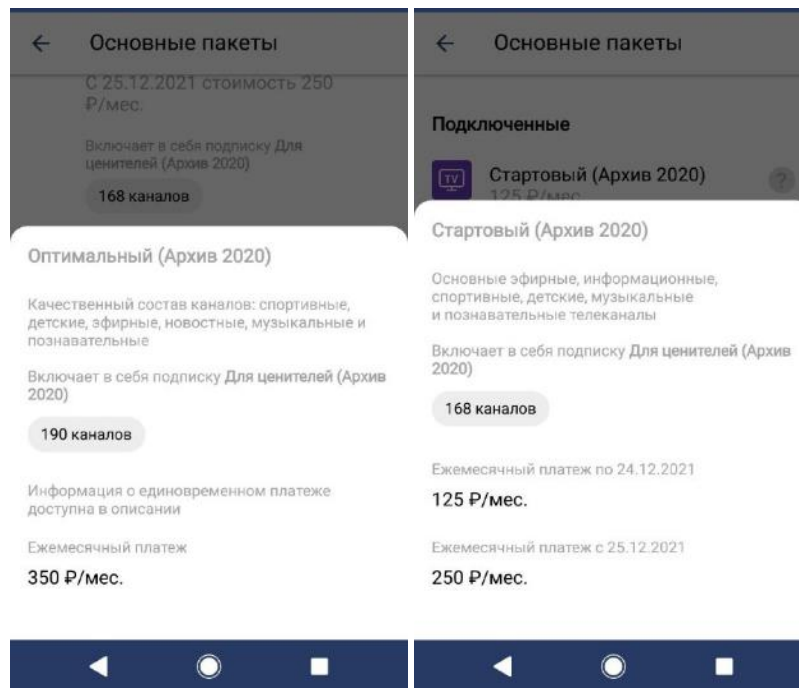 Основные пакеты
С 25.12.2021 стоимость 250
₽/мес.
Включает в себя подписку Для
ценителей (Архив 2020)
168 каналов
Оптимальный (Архив 2020)
Качественный состав каналов: спортивные,
детские, эфирные, новостные, музыкальные и
познавательные
Включает в себя подписку Для ценителей (Архив
2020)
190 каналов
Информация о единовременном платеже
доступна в описании
Ежемесячный платеж
350 ₽/мес.
Основные пакеты
Подключенные
TV
Стартовый (Архив 2020)
?
125 ₽/мес
Стартовый (Архив 2020)
Основные эфирные, информационные,
спортивные, детские, музыкальные
и познавательные телеканалы
Включает в себя подписку Для ценителей (Архив
2020)
168 каналов
Ежемесячный платеж по 24.12.2021
125 ₽/мес.
Ежемесячный платеж с 25.12.2021
250 ₽/мес.